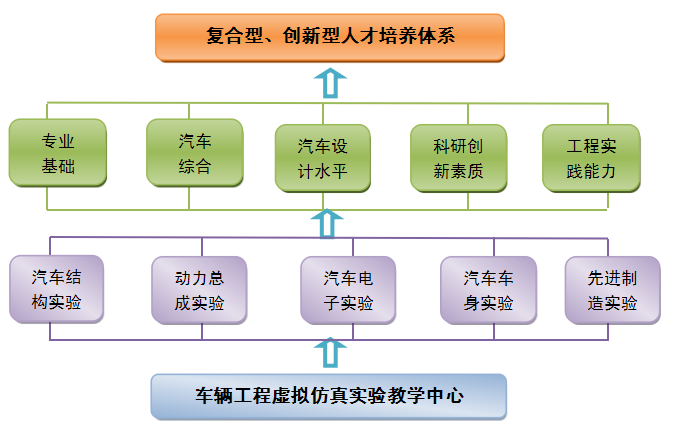 复合型、创新型人才培养体系
专业
基础
汽车
综合
汽车设
计水平
科研创
新素质
工程实
践能力
汽车结
构实验
动力总
成实验
汽车电
子实验
汽车车
身实验
先进制
造实验
车辆工程虚拟仿真实验教学中心